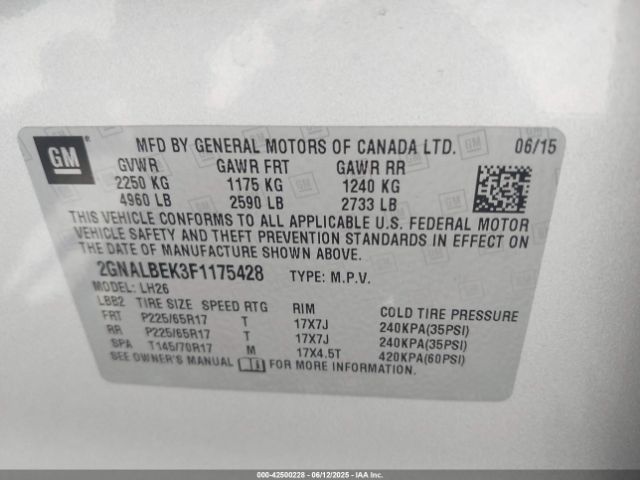 GM
MFD BY GENERAL MOTORS OF CANADA LTD. 06/15
GVWR GAWR FRT GAWR RR
2250 KG 1175 KG 1240 KG
4960 LB 2590 LB 2733 LB
THIS VEHICLE CONFORMS TO ALL APPLICABLE U.S. FEDERAL MOTOR
VEHICLE SAFETY AND THEFT PREVENTION STANDARDS IN EFFECT ON
THE DATE OF MANUFACTURE SHOWN ABOVE.
2GNALBEK3F1175428 TYPE: M.P.V.
MODEL: LH26
LBB2 TIRE SIZE SPEED RTG RIM COLD TIRE PRESSURE
FRT P225/65R17 T 17X7J 240KPA(35PSI)
RR P225/65R17 T 17X7J 240KPA(35PSI)
SPA T145/70R17 M 17X4.5T 420KPA(60PSI)
SEE OWNER'S MANUAL FOR MORE INFORMATION.
000-42500228 - 06/12/2025 - IAAI.COM